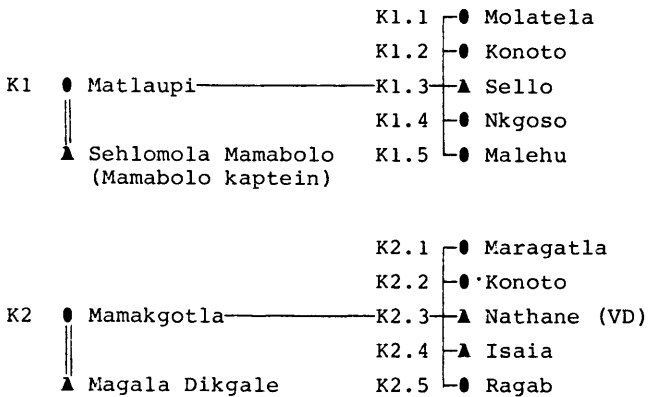 K1.1 Molatela
K1.2 Konoto
K1 Matlaupi K1.3 Sello
K1.4 Nkgoso
Sehlomola Mamabolo K1.5 Malehu
(Mamabolo kaptein)
K2.1 Maragatla
K2.2 Konoto
K2 Mamakgotla K2.3 Nathane (VD)
K2.4 Isaia
Magala Dikgale K2.5 Ragab